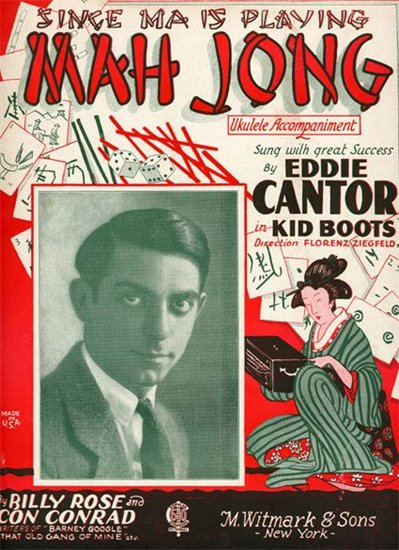 SINCE MA IS PLAYING
MAH JONG
Ukulele Accompaniment
Sung with great Success
By EDDIE
CANTOR
in KID BOOTS
Direction FLORENZ ZIEGFELD
MADE
IN
U.S.A.
By BILLY ROSE and
CON CONRAD
WRITERS OF "BARNEY GOOGLE"
"THAT OLD GANG OF MINE" etc.
M. Witmark & Sons
- New York -